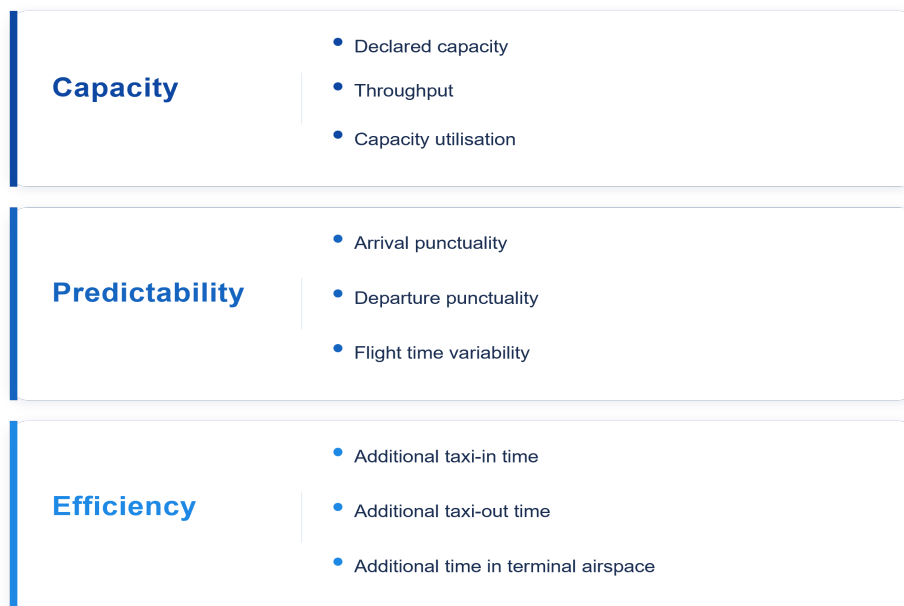 Capacity
Declared capacity
Throughput
Capacity utilisation
Predictability
Arrival punctuality
Departure punctuality
Flight time variability
Efficiency
Additional taxi-in time
Additional taxi-out time
Additional time in terminal airspace